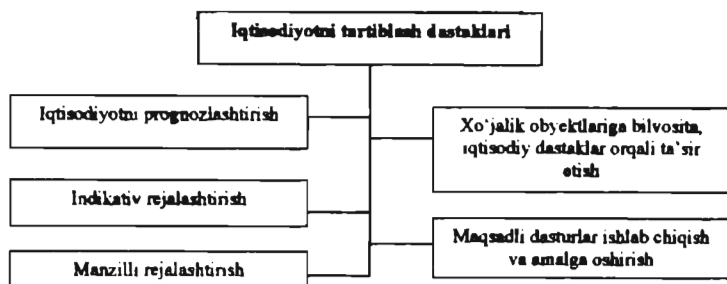 Iqtisodiyotni tartiblash dastaklari
Iqtisodiyotni prognozlashtirish
Indikativ rejalashtirish
Manzilli rejalashtirish
Xo‘jalik obyektlariga bilvosita,
iqtisodiy dastaklar orqali ta‘sir
etish
Maqsadli dasturlar ishlab chiqish
va amalga oshirish